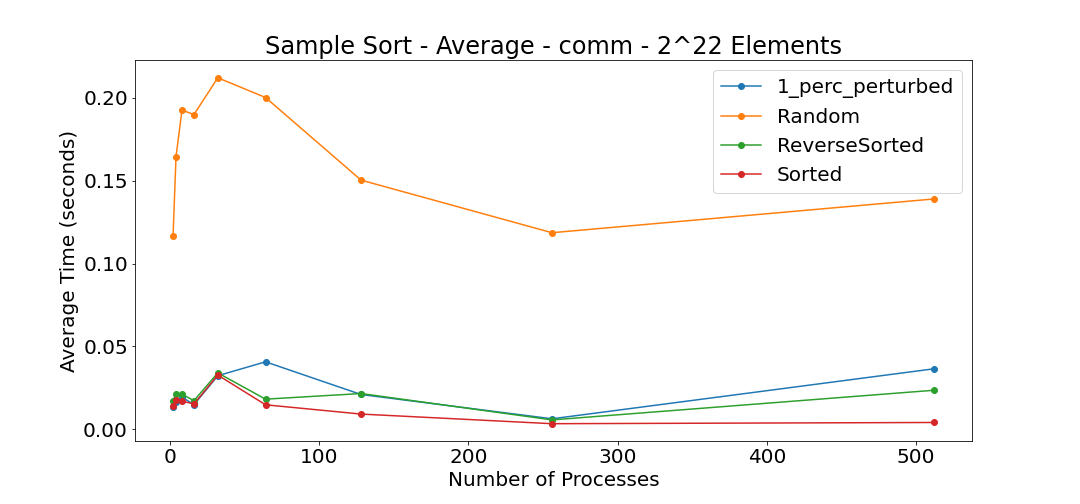 Sample Sort - Average - comm - 2^22 Elements
1_perc_perturbed
Random
ReverseSorted
Sorted
Average Time (seconds)
0.20
0.15
0.10
0.05
0.00
0 100 200 300 400 500
Number of Processes